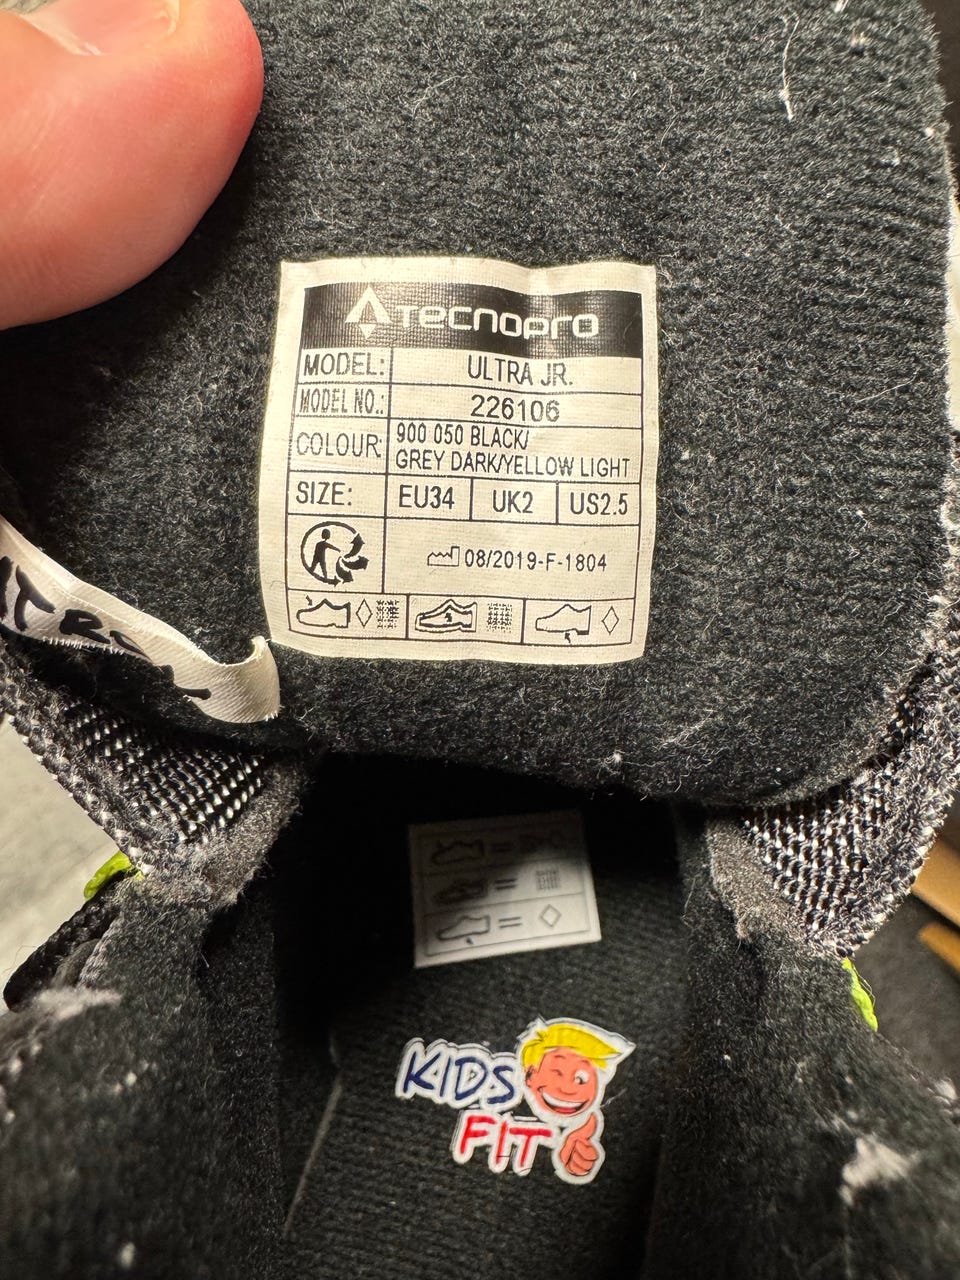 TECNOPRO
MODEL: ULTRA JR.
MODEL NO.: 226106
COLOUR: 900 050 BLACK/
GREY DARK/YELLOW LIGHT
SIZE: EU34 UK2 US2.5
08/2019-F-1804
KIDS
FIT